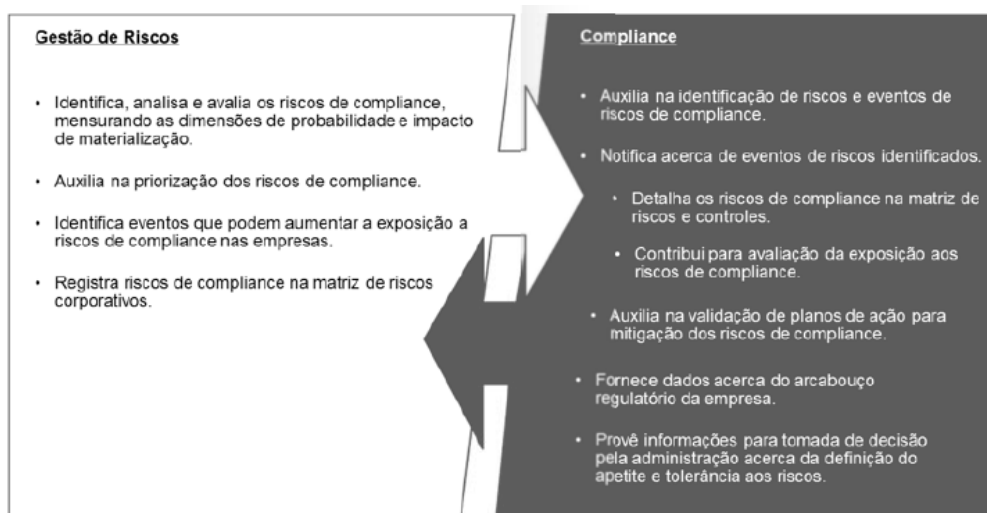 Gestão de Riscos
• Identifica, analisa e avalia os riscos de compliance,
mensurando as dimensões de probabilidade e impacto
de materialização.
• Auxilia na priorização dos riscos de compliance.
• Identifica eventos que podem aumentar a exposição a
riscos de compliance nas empresas.
• Registra riscos de compliance na matriz de riscos
corporativos.
Compliance
• Auxilia na identificação de riscos e eventos de
riscos de compliance.
• Notifica acerca de eventos de riscos identificados.
• Detalha os riscos de compliance na matriz de
riscos e controles.
• Contribui para avaliação da exposição aos
riscos de compliance.
• Auxilia na validação de planos de ação para
mitigação dos riscos de compliance.
• Fornece dados acerca do arcabouço
regulatório da empresa.
• Provê informações para tomada de decisão
pela administração acerca da definição do
apetite e tolerância aos riscos.